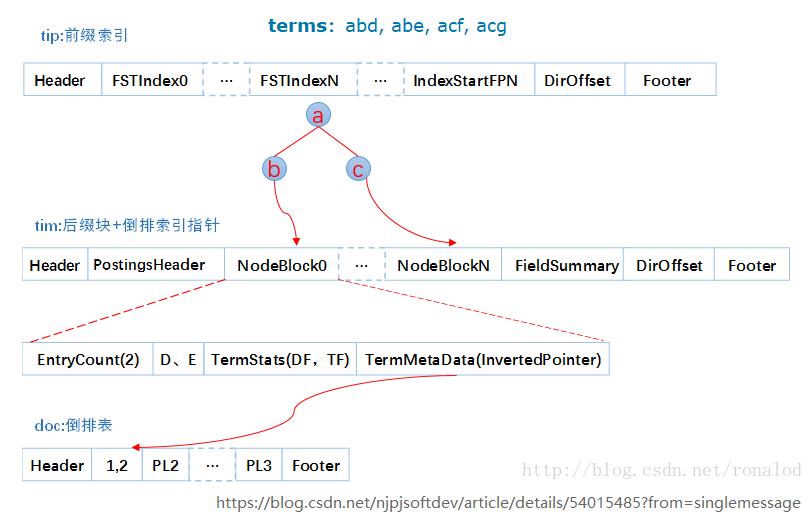 terms: abd, abe, acf, acg
tip:前缀索引
Header FSTIndex0 ... FSTIndexN ... IndexStartFPN DirOffset Footer
a
b c
tim:后缀块+倒排索引指针
Header PostingsHeader NodeBlock0 ... NodeBlockN FieldSummary DirOffset Footer
EntryCount(2) D、E TermStats(DF，TF) TermMetaData(InvertedPointer)
doc:倒排表
Header 1,2 PL2 ... PL3 Footer
http://blog.csdn.net/ronalod
https://blog.csdn.net/njpjsoftdev/article/details/54015485?from=singlemessage